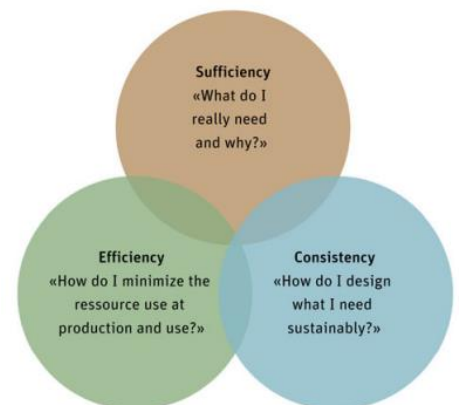 Sufficiency
«What do I
really need
and why?»
Efficiency
«How do I minimize the
ressource use at
production and use?»
Consistency
«How do I design
what I need
sustainably?»